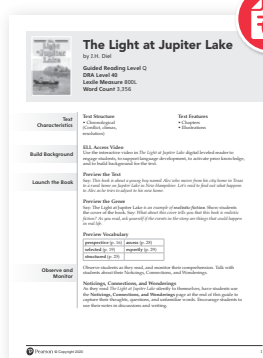 The Light at Jupiter Lake
by J.H. Diel
Guided Reading Level Q
DRA Level 40
Lexile Measure 800L
Word Count 3,356
Text
Characteristics
Text Structure
• Chronological
(Conflict, climax,
resolution)
Text Features
• Chapters
• Illustrations
Build Background
ELL Access Video
Use the interactive video in The Light at Jupiter Lake digital leveled reader to
engage students, to support language development, to activate prior knowledge,
and to build background for the text.
Launch the Book
Preview the Text
Say: This book is about a young boy named Alec who moves from his city home in Texas
to a rural home on Jupiter Lake in New Hampshire. Let's read to find out what happens
to Alec as he tries to adjust to his new home.
Preview the Genre
Say: The Light at Jupiter Lake is an example of realistic fiction. Show students
the cover of the book. Say: What about this cover tells you that this book is realistic
fiction? As you read, ask yourself if the events in the story are things that could happen
in real life.
Preview Vocabulary
perspective (p. 16)
access (p. 28)
selected (p. 19)
expertly (p. 29)
structured (p. 25)
Observe and
Monitor
Observe students as they read, and monitor their comprehension. Talk with
students about their Noticings, Connections, and Wonderings.
Noticings, Connections, and Wonderings
As they read The Light at Jupiter Lake silently to themselves, have students use
the Noticings, Connections, and Wonderings page at the end of this guide to
capture their thoughts, questions, and unfamiliar words. Encourage students to
use their notes in discussions and writing.
Pearson © Copyright 2020
1